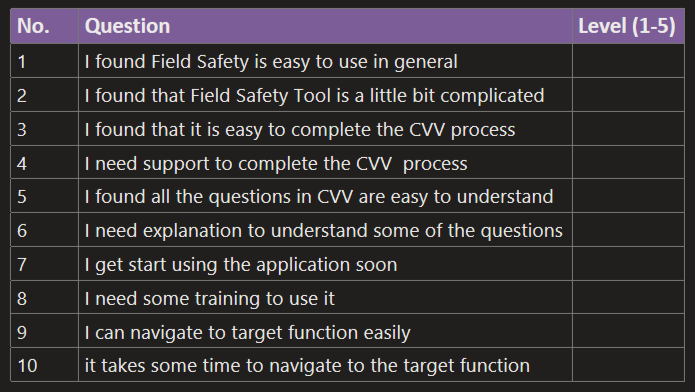 No. Question Level (1-5)
1 I found Field Safety is easy to use in general
2 I found that Field Safety Tool is a little bit complicated
3 I found that it is easy to complete the CVV process
4 I need support to complete the CVV  process
5 I found all the questions in CVV are easy to understand
6 I need explanation to understand some of the questions
7 I get start using the application soon
8 I need some training to use it
9 I can navigate to target function easily
10 it takes some time to navigate to the target function